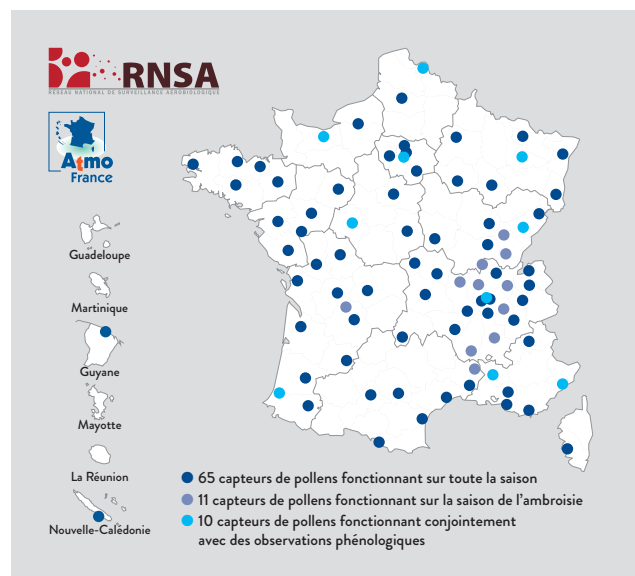 RNSA
RÉSEAU NATIONAL DE SURVEILLANCE AÉROBIOLOGIQUE
Atmo
France
Guadeloupe
Martinique
Guyane
Mayotte
La Réunion
Nouvelle-Calédonie
65 capteurs de pollens fonctionnant sur toute la saison
11 capteurs de pollens fonctionnant sur la saison de l’ambroisie
10 capteurs de pollens fonctionnant conjointement
avec des observations phénologiques